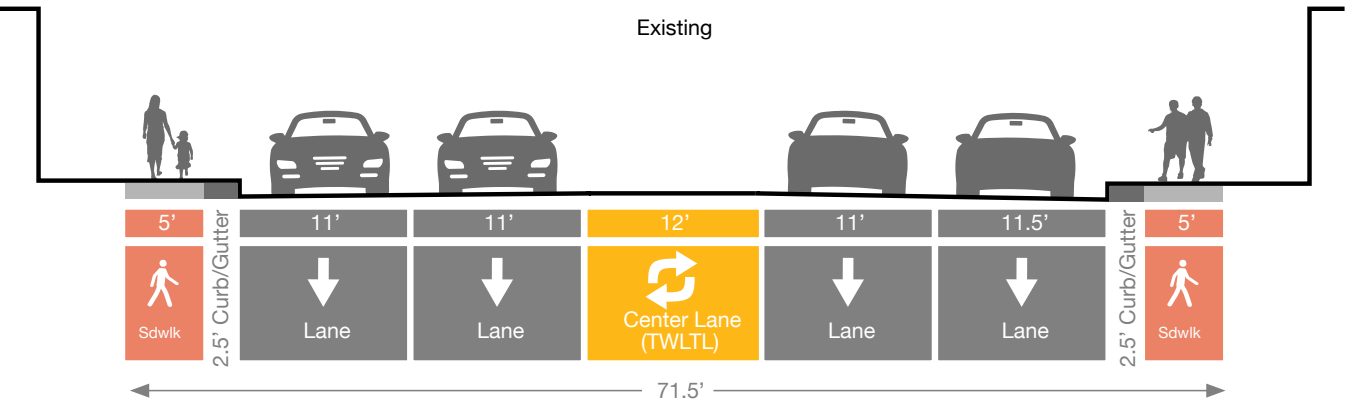 Existing
5’
2.5’ Curb/Gutter
11’
11’
12’
11’
11.5’
2.5’ Curb/Gutter
5’
Sdwlk
Lane
Lane
Center Lane
(TWLTL)
Lane
Lane
Sdwlk
71.5’